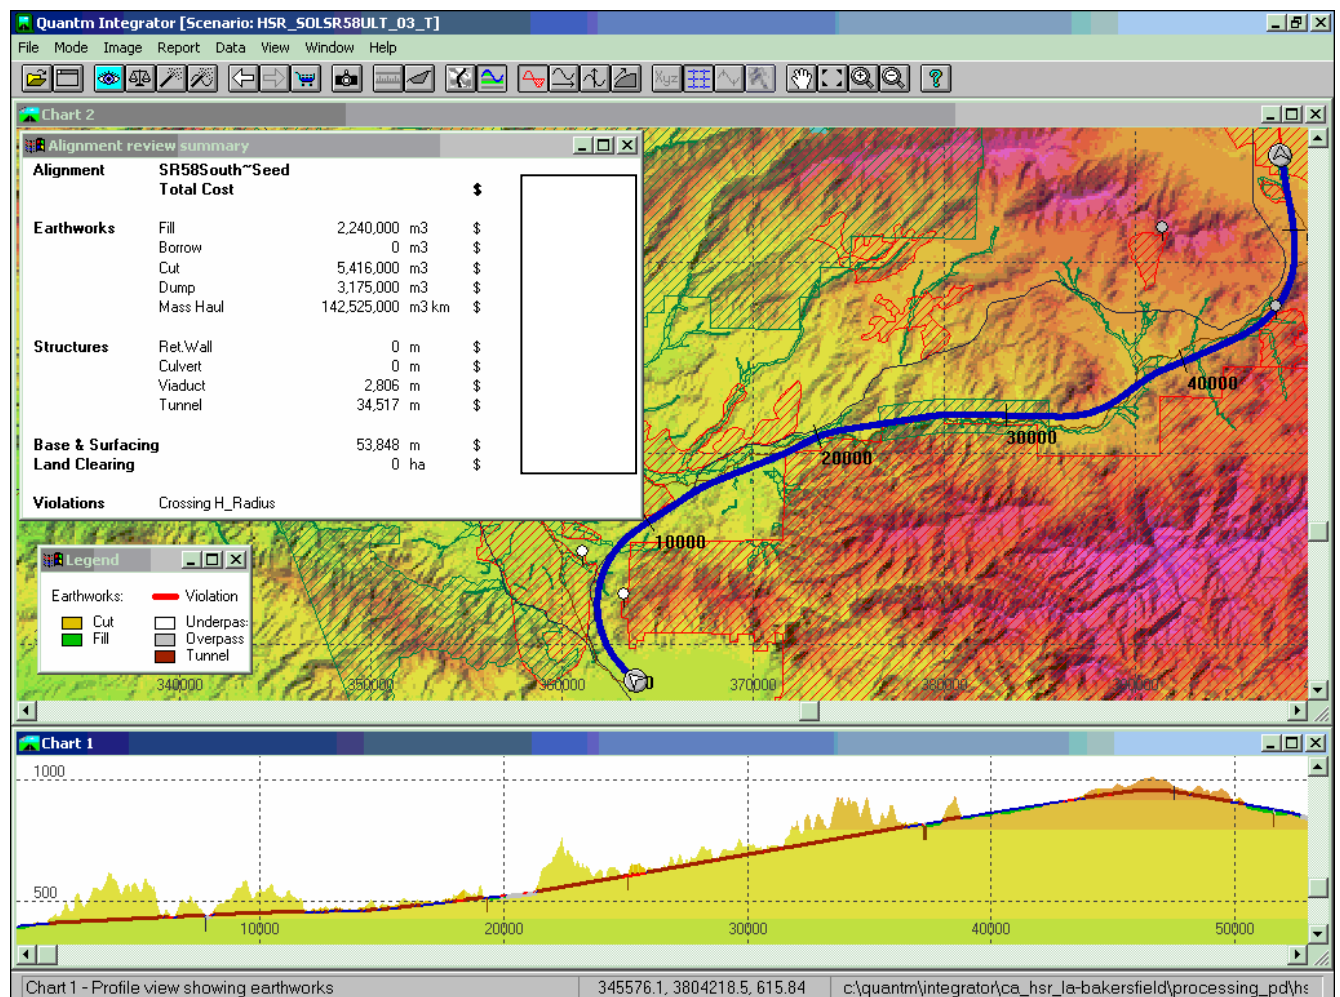 Quantm Integrator [Scenario: HSR_SOLSR58ULT_03_T]
File Mode Image Report Data View Window Help
Xyz
Chart 2
Alignment review summary
Alignment SR58South~Seed
Total Cost $
Earthworks Fill 2,240,000 m3 $
Borrow 0 m3 $
Cut 5,416,000 m3 $
Dump 3,175,000 m3 $
Mass Haul 142,525,000 m3 km $
Structures Ret.Wall 0 m $
Culvert 0 m $
Viaduct 2,806 m $
Tunnel 34,517 m $
Base & Surfacing 53,848 m $
Land Clearing 0 ha $
Violations Crossing H_Radius
40000
30000
20000
10000
0
Legend
Earthworks: Violation
Cut Underpas:
Fill Overpass
Tunnel
340000 350000 360000 370000 380000 390000
Chart 1
1000
500
10000 20000 30000 40000 50000
Chart 1 - Profile view showing earthworks 345576.1, 3804218.5, 615.84 c:\quantm\integrator\ca_hsr_la-bakersfield\processing_pd\hs